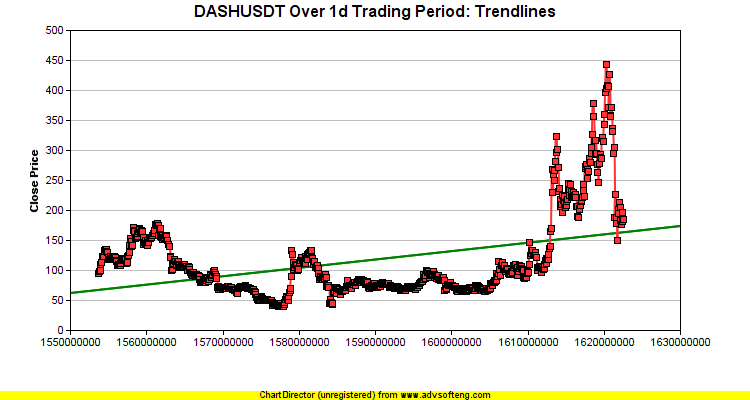 DASHUSDT Over 1d Trading Period: Trendlines
Close Price
500
450
400
350
300
250
200
150
100
50
0
1550000000 1560000000 1570000000 1580000000 1590000000 1600000000 1610000000 1620000000 1630000000
ChartDirector (unregistered) from www.advsofteng.com